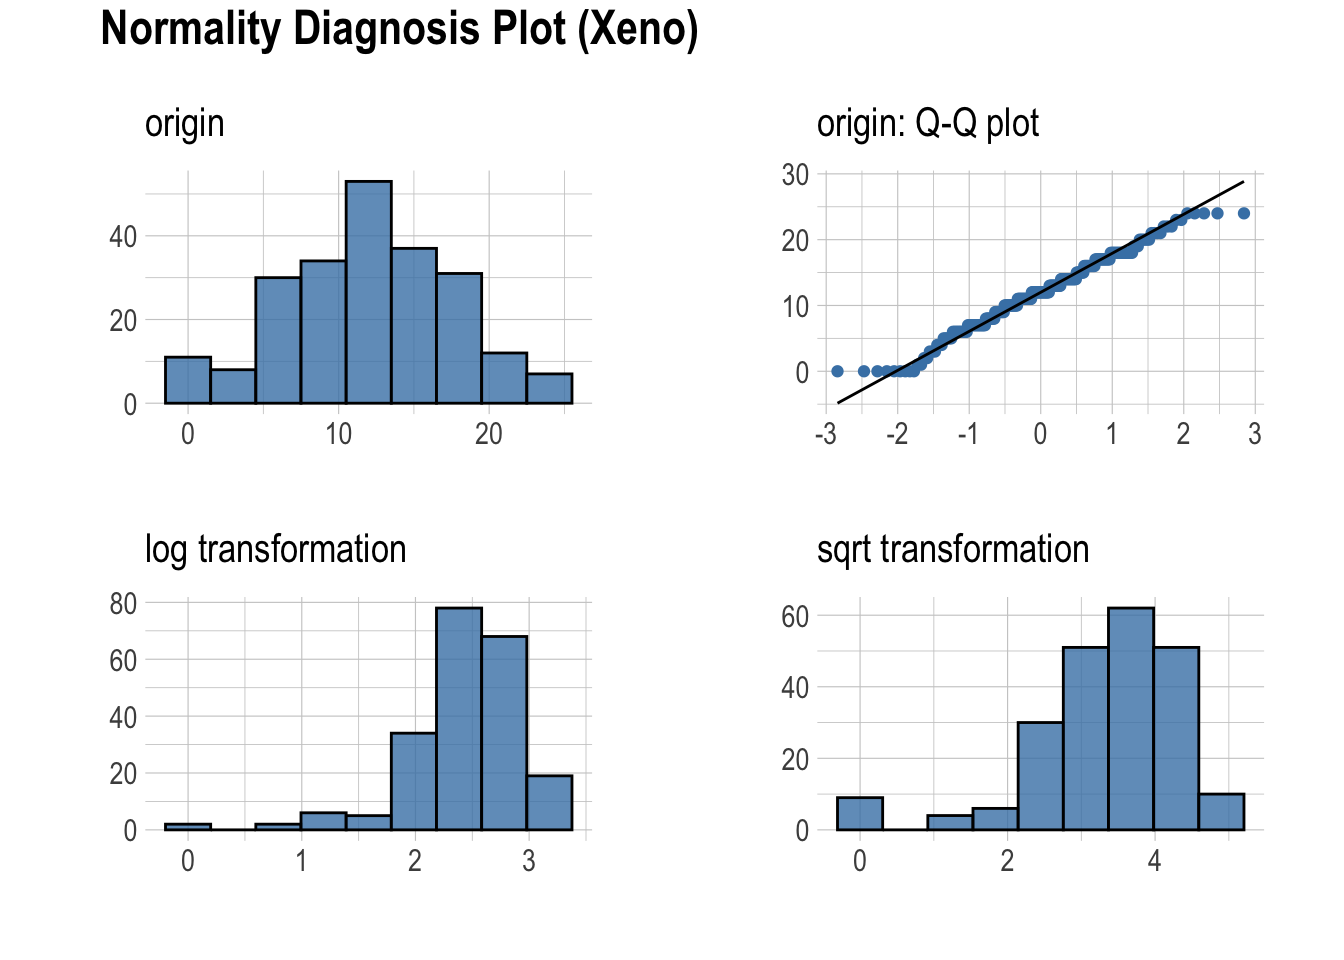 Normality Diagnosis Plot (Xeno)
origin
40
20
0
0 10 20
origin: Q-Q plot
30
20
10
0
-3 -2 -1 0 1 2 3
log transformation
80
60
40
20
0
0 1 2 3
sqrt transformation
60
40
20
0
0 2 4